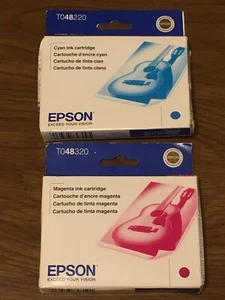 T048220
Cyan ink cartridge
Cartouche d'encre cyan
Cartucho de tinta cian
Cartucho de tinta ciano
EPSON
EXCEED YOUR VISION
T048320
Magenta ink cartridge
Cartouche d'encre magenta
Cartucho de tinta magenta
Cartucho de tinta magenta
EPSON
EXCEED YOUR VISION